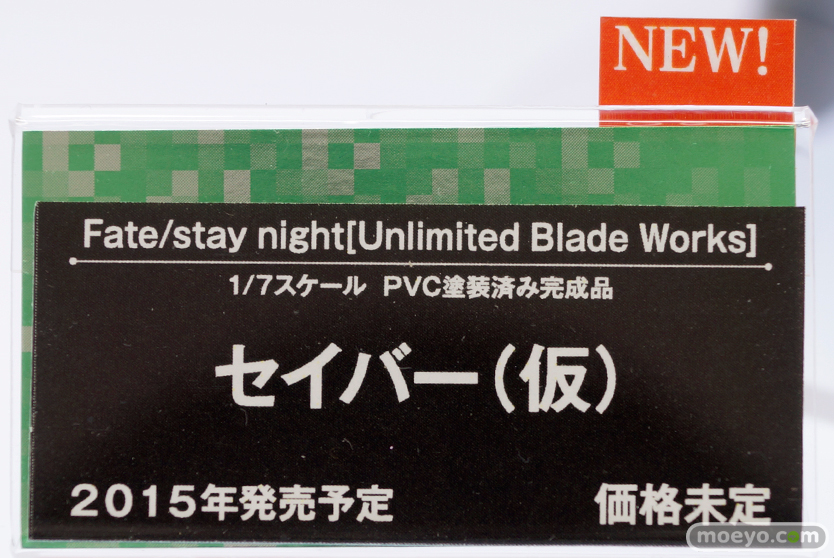 NEW!
Fate/stay night[Unlimited Blade Works]
1/7スケール PVC塗装済み完成品
セイバー(仮)
2015年発売予定 価格未定
moeyo.com